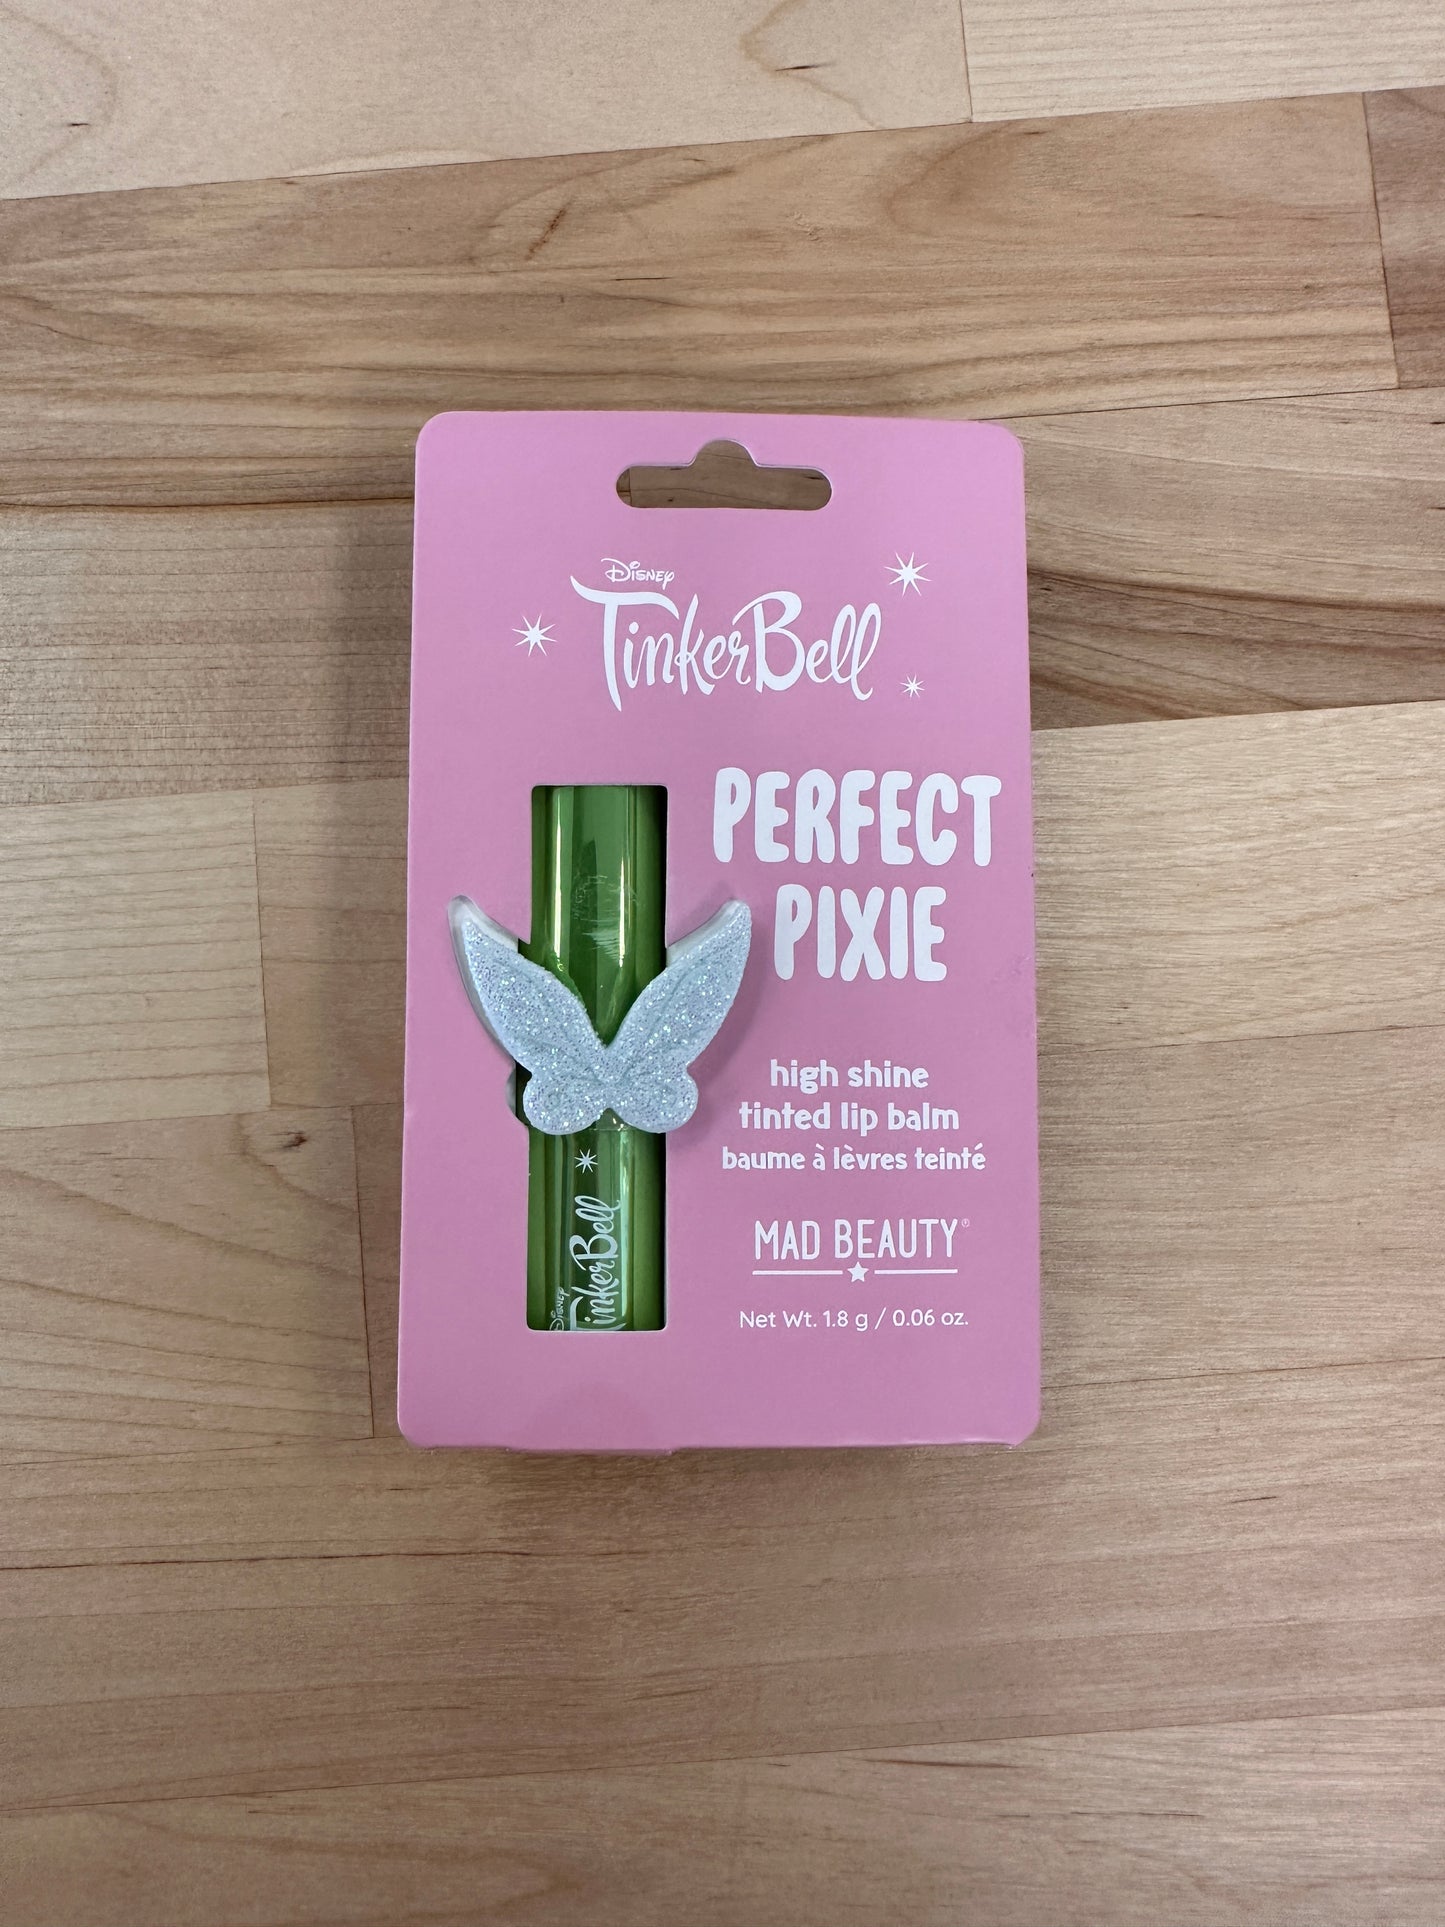 Disney
TinkerBell
PERFECT
PIXIE
high shine
tinted lip balm
baume à lèvres teinté
MAD BEAUTY®
Net Wt. 1.8 g / 0.06 oz.
Disney
TinkerBell